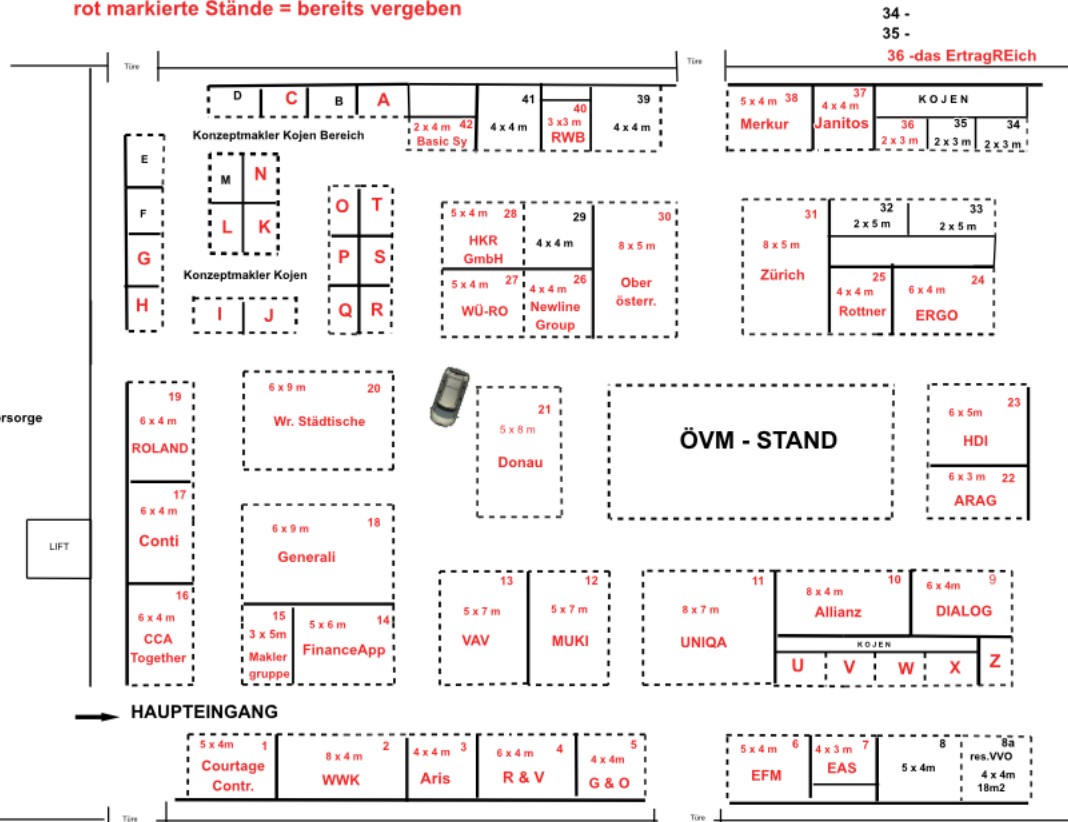 rot markierte Stände = bereits vergeben
34 -
35 -
36 -das ErtragREich
Türe
Türe
D
C
B
A
2 x 4 m 42
Basic Sy
41
4 x 4 m
40
3 x3 m
RWB
39
4 x 4 m
5 x 4 m 38
Merkur
37
4 x 4 m
Janitos
KOJEN
36
2 x 3 m
35
2 x 3 m
34
2 x 3 m
Konzeptmakler Kojen Bereich
E
F
G
H
M
N
L
K
Konzeptmakler Kojen
I
J
O
T
P
S
Q
R
5 x 4 m 28
HKR
GmbH
29
4 x 4 m
30
8 x 5 m
Ober
österr.
5 x 4 m 27
WÜ-RO
4 x 4 m 26
Newline
Group
31
8 x 5 m
Zürich
32
2 x 5 m
33
2 x 5 m
25
4 x 4 m
Rottner
24
6 x 4 m
ERGO
ersorge
LIFT
19
6 x 4 m
ROLAND
17
6 x 4 m
Conti
16
6 x 4 m
CCA
Together
6 x 9 m 20
Wr. Städtische
21
5 x 8 m
Donau
ÖVM - STAND
23
6 x 5m
HDI
6 x 3 m 22
ARAG
18
6 x 9 m
Generali
15
3 x 5m
Makler
gruppe
5 x 6 m 14
FinanceApp
13
5 x 7 m
VAV
12
5 x 7 m
MUKI
11
8 x 7 m
UNIQA
10
8 x 4 m
Allianz
9
6 x 4m
DIALOG
KOJEN
U
V
W
X
Z
HAUPTEINGANG
5 x 4m 1
Courtage
Contr.
2
8 x 4 m
WWK
4 x 4 m 3
Aris
6 x 4 m 4
R & V
5
4 x 4m
G & O
5 x 4 m 6
EFM
4 x 3 m 7
EAS
8
5 x 4m
8a
res.VVO
4 x 4m
18m2
Türe
Türe